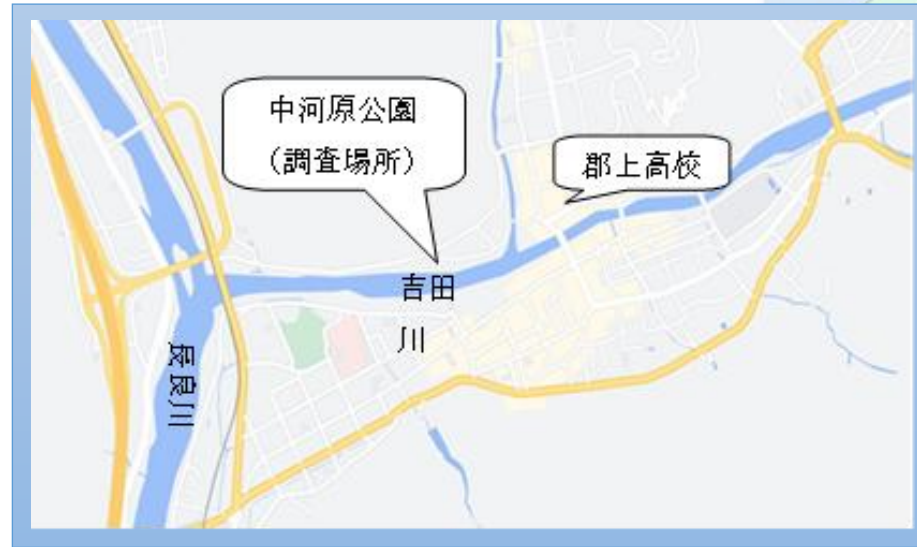 中河原公園
（調査場所）
郡上高校
吉田
川
長良川